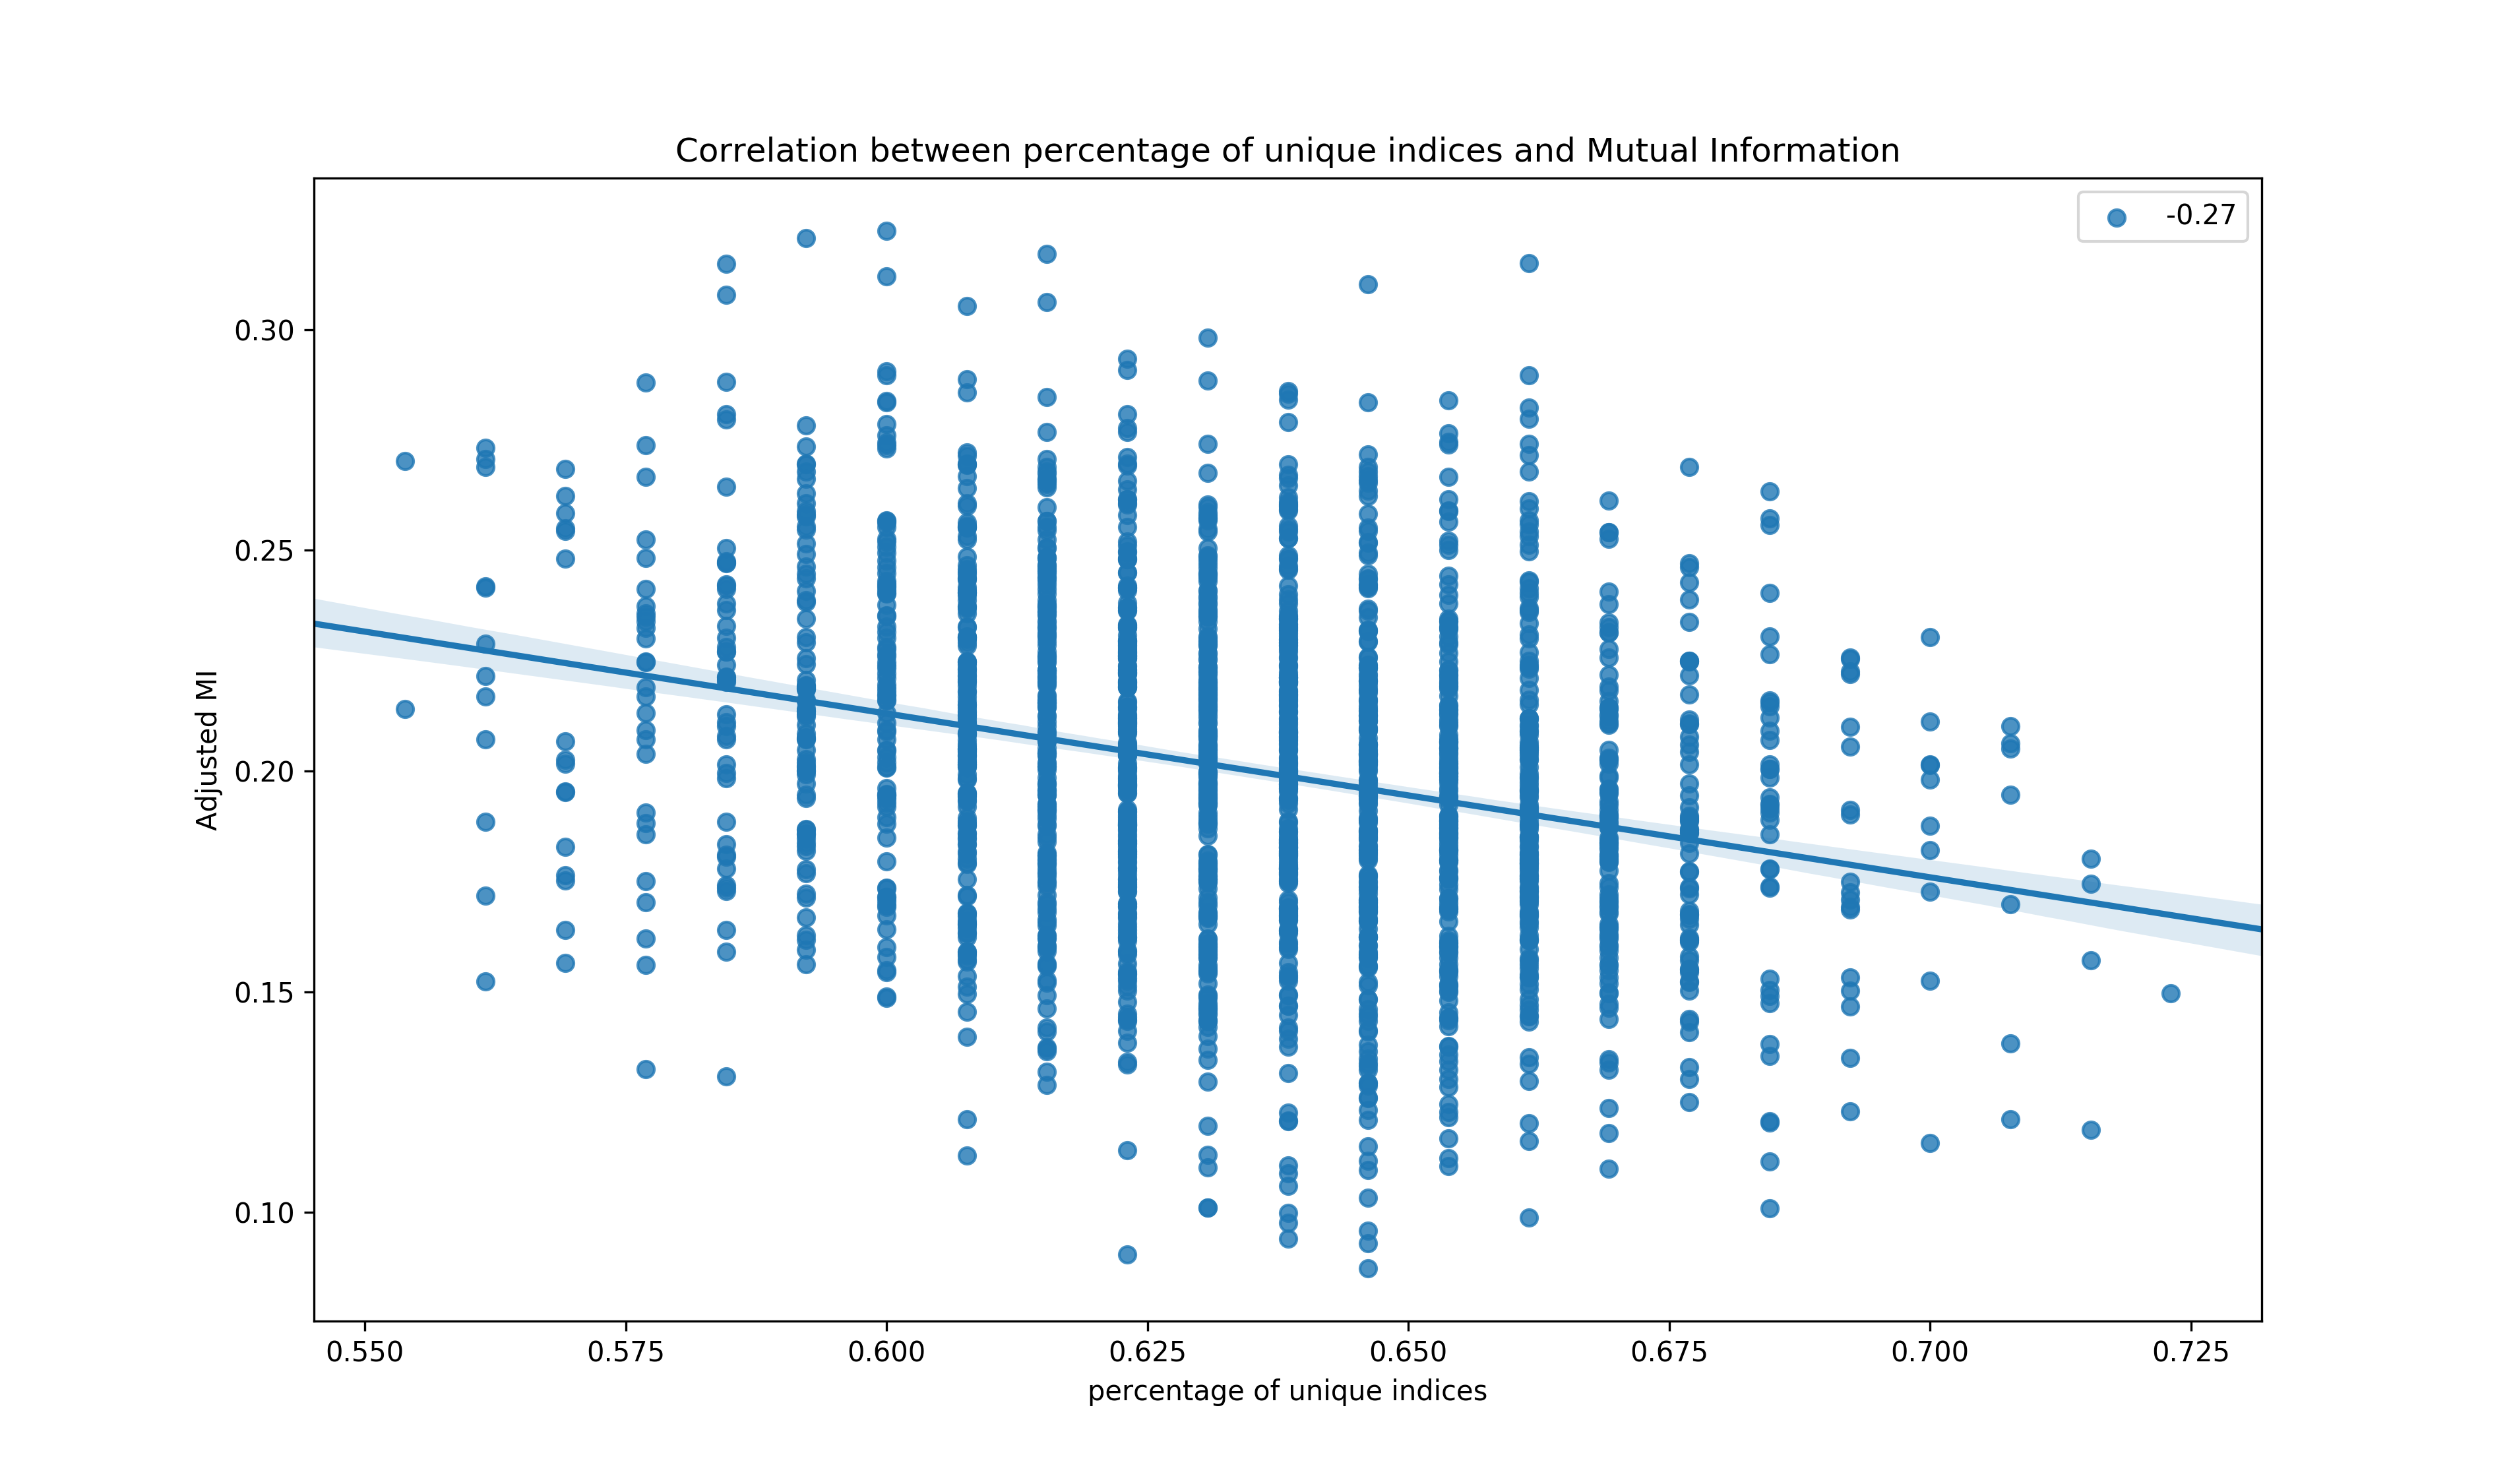 Correlation between percentage of unique indices and Mutual Information
-0.27
0.30
0.25
0.20
0.15
0.10
Adjusted MI
0.550 0.575 0.600 0.625 0.650 0.675 0.700 0.725
percentage of unique indices